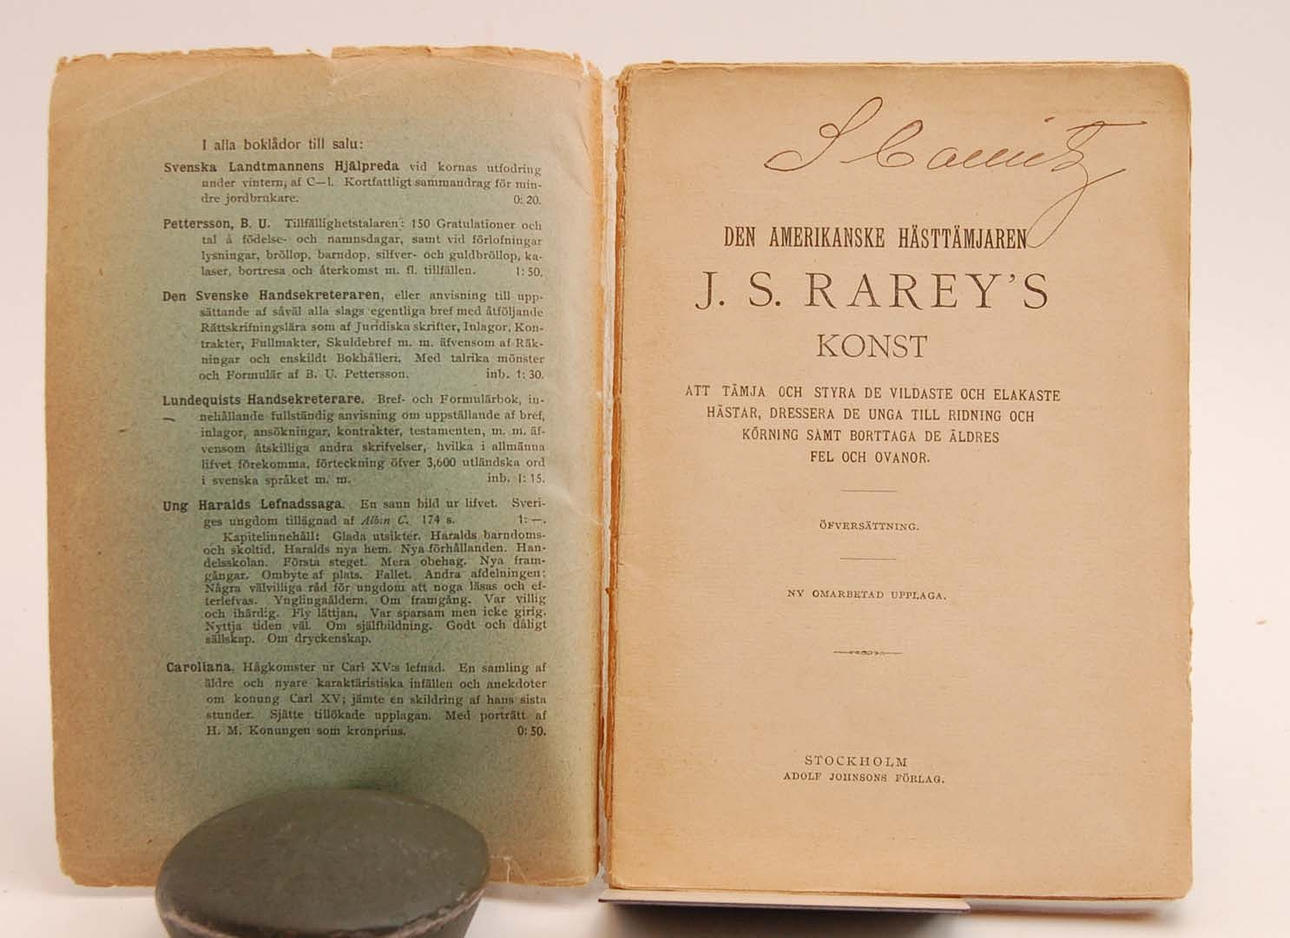 I alla boklådor till salu:
Svenska Landtmannens Hjälpreda vid kornas utfodring
under vintern, af C—l. Kortfattligt sammandrag för min-
dre jordbrukare. 0: 20.
Pettersson, B. U. Tillfällighetstalaren: 150 Gratulationer och
tal å födelse- och namnsdagar, samt vid förlofningar
lysningar, bröllop, barndop, silfver- och guldbröllop, ka-
laser, bortresa och återkomst m. fl. tillfällen. 1: 50.
Den Svenske Handsekreteraren, eller anvisning till upp-
sättande af såväl alla slags egentliga bref med åtföljande
Rättskrifningslära som af Juridiska skrifter, Inlagor, Kon-
trakter, Fullmakter, Skuldebref m. m. äfvensom af Räk-
ningar och enskildt Bokhålleri. Med talrika mönster
och Formulär af B. U. Pettersson. inb. 1: 30.
Lundequists Handsekreterare. Bref- och Formulärbok, in-
nehållande fullständig anvisning om uppställande af bref,
inlagor, ansökningar, kontrakter, testamenten, m. m. äf-
vensom åtskilliga andra skrifvelser, hvilka i allmänna
lifvet förekomma, förteckning öfver 3,600 utländska ord
i svenska språket m. m. inb. 1: 15.
Ung Haralds Lefnadssaga. En sann bild ur lifvet. Sveri-
ges ungdom tillägnad af Albin C. 174 s. 1: —.
Kapitelinnehåll: Glada utsikter. Haralds barndoms-
och skoltid. Haralds nya hem. Nya förhållanden. Han-
delsskolan. Första steget. Mera obehag. Nya fram-
gångar. Ombyte af plats. Fallet. Andra afdelningen:
Några välvilliga råd för ungdom att noga läsas och ef-
terlefvas. Ynglingaåldern. Om framgång. Var villig
och ihärdig. Fly lättjan. Var sparsam men icke girig.
Nyttja tiden väl. Om själfbildning. Godt och dåligt
sällskap. Om dryckenskap.
Caroliana. Hågkomster ur Carl XV:s lefnad. En samling af
äldre och nyare karaktäristiska infällen och anekdoter
om konung Carl XV; jämte en skildring af hans sista
stunder. Sjätte tillökade upplagan. Med porträtt af
H. M. Konungen som kronprins. 0: 50.
DEN AMERIKANSKE HÄSTTÄMJAREN
J. S. RAREY'S
KONST
ATT TÄMJA OCH STYRA DE VILDASTE OCH ELAKASTE
HÄSTAR, DRESSERA DE UNGA TILL RIDNING OCH
KÖRNING SAMT BORTTAGA DE ÄLDRES
FEL OCH OVANOR.
ÖFVERSÄTTNING.
NY OMARBETAD UPPLAGA.
STOCKHOLM
ADOLF JOHNSONS FÖRLAG.